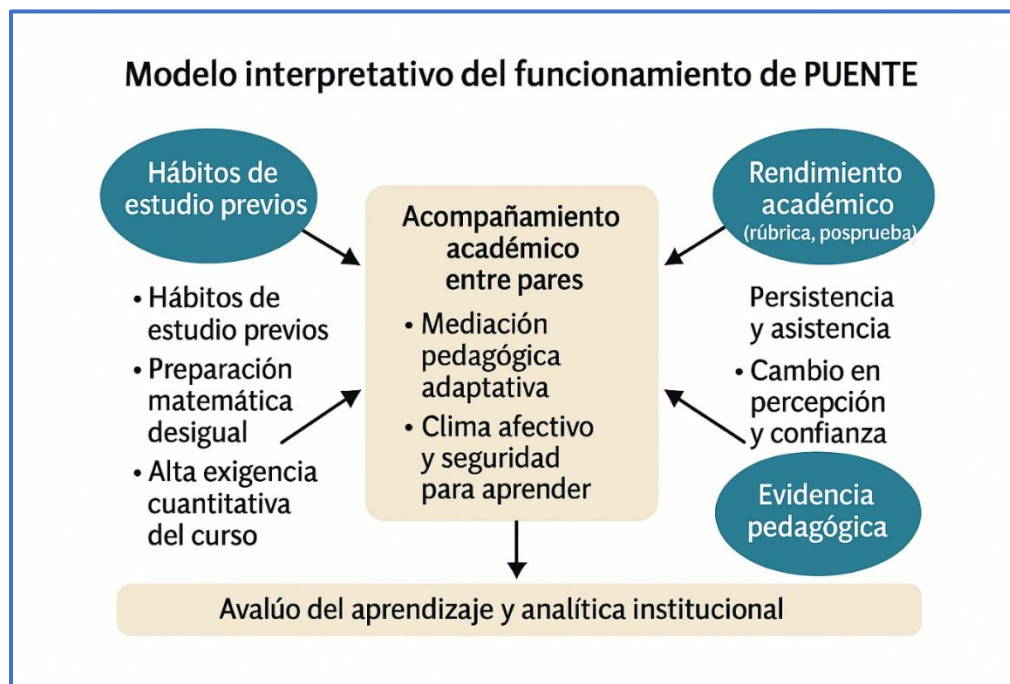 Modelo interpretativo del funcionamiento de PUENTE
Hábitos de
estudio previos
• Hábitos de
estudio previos
• Preparación
matemática
desigual
• Alta exigencia
cuantitativa
del curso
Acompañamiento
académico
entre pares
• Mediación
pedagógica
adaptativa
• Clima afectivo
y seguridad
para aprender
Rendimiento
académico
(rúbrica, posprueba)
Persistencia
y asistencia
• Cambio en
percepción
y confianza
Evidencia
pedagógica
Avalúo del aprendizaje y analítica institucional